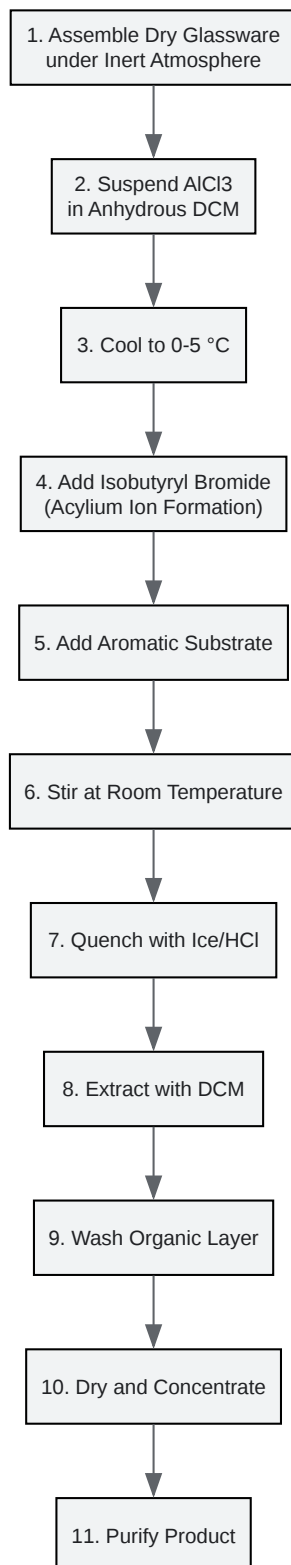 1. Assemble Dry Glassware
under Inert Atmosphere
2. Suspend AlCl3
in Anhydrous DCM
3. Cool to 0-5 °C
4. Add Isobutyryl Bromide
(Acylium Ion Formation)
5. Add Aromatic Substrate
6. Stir at Room Temperature
7. Quench with Ice/HCl
8. Extract with DCM
9. Wash Organic Layer
10. Dry and Concentrate
11. Purify Product